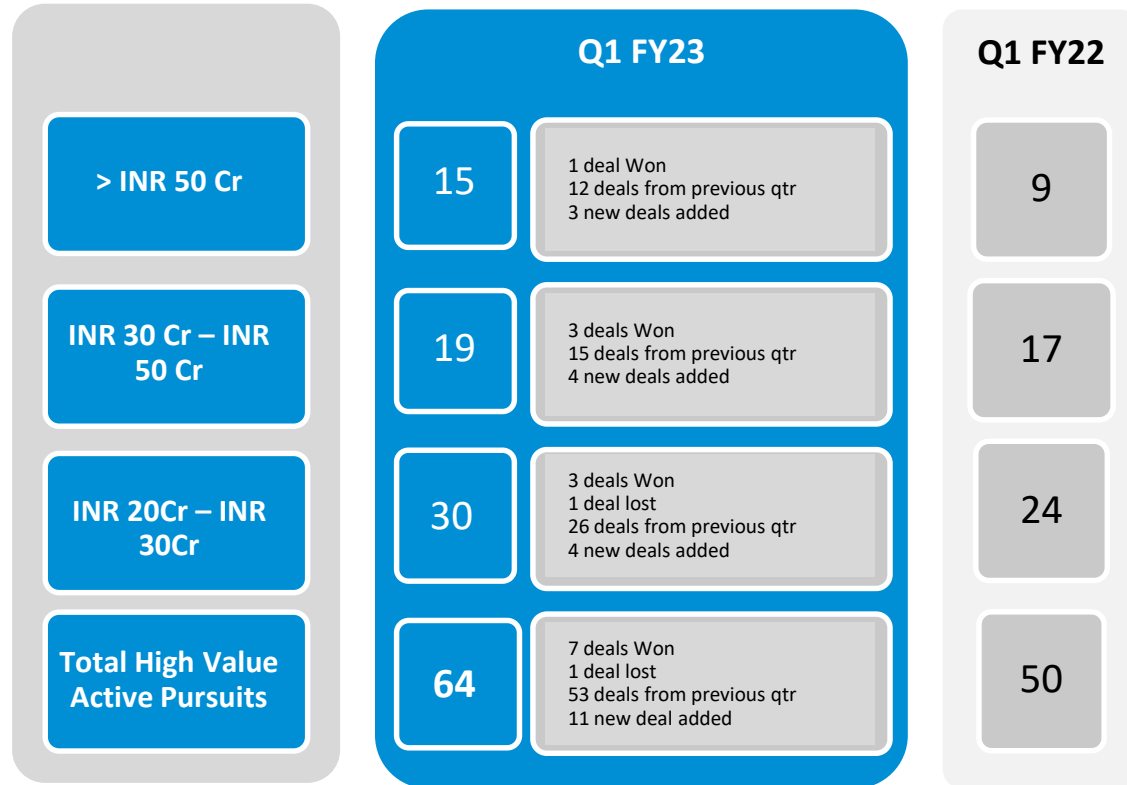 Q1 FY23
Q1 FY22
> INR 50 Cr
15
1 deal Won
12 deals from previous qtr
3 new deals added
9
INR 30 Cr – INR
50 Cr
19
3 deals Won
15 deals from previous qtr
4 new deals added
17
INR 20Cr – INR
30Cr
30
3 deals Won
1 deal lost
26 deals from previous qtr
4 new deals added
24
Total High Value
Active Pursuits
64
7 deals Won
1 deal lost
53 deals from previous qtr
11 new deal added
50